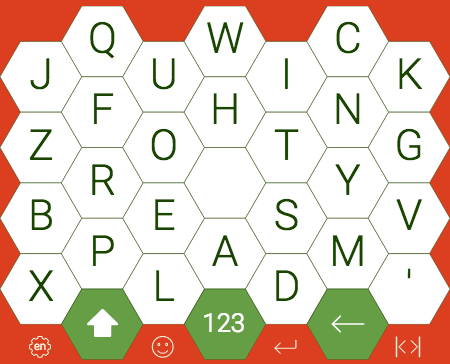 Q W C
J U I K
F H N
Z O T G
R Y
B E S V
P A M
X L D '
123
en